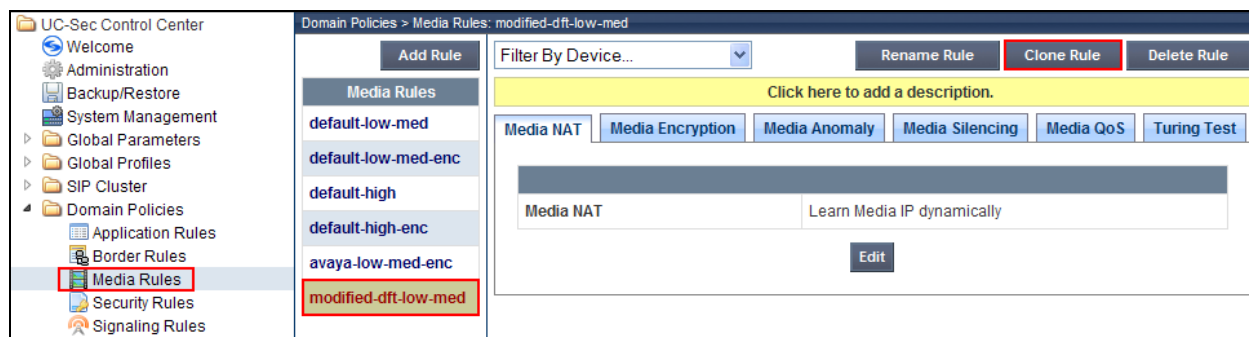 UC-Sec Control Center
Welcome
Administration
Backup/Restore
System Management
Global Parameters
Global Profiles
SIP Cluster
Domain Policies
Application Rules
Border Rules
Media Rules
Security Rules
Signaling Rules
Domain Policies > Media Rules: modified-dft-low-med
Add Rule
Media Rules
default-low-med
default-low-med-enc
default-high
default-high-enc
avaya-low-med-enc
modified-dft-low-med
Filter By Device... Rename Rule Clone Rule Delete Rule
Click here to add a description.
Media NAT Media Encryption Media Anomaly Media Silencing Media QoS Turing Test
Media NAT Learn Media IP dynamically
Edit